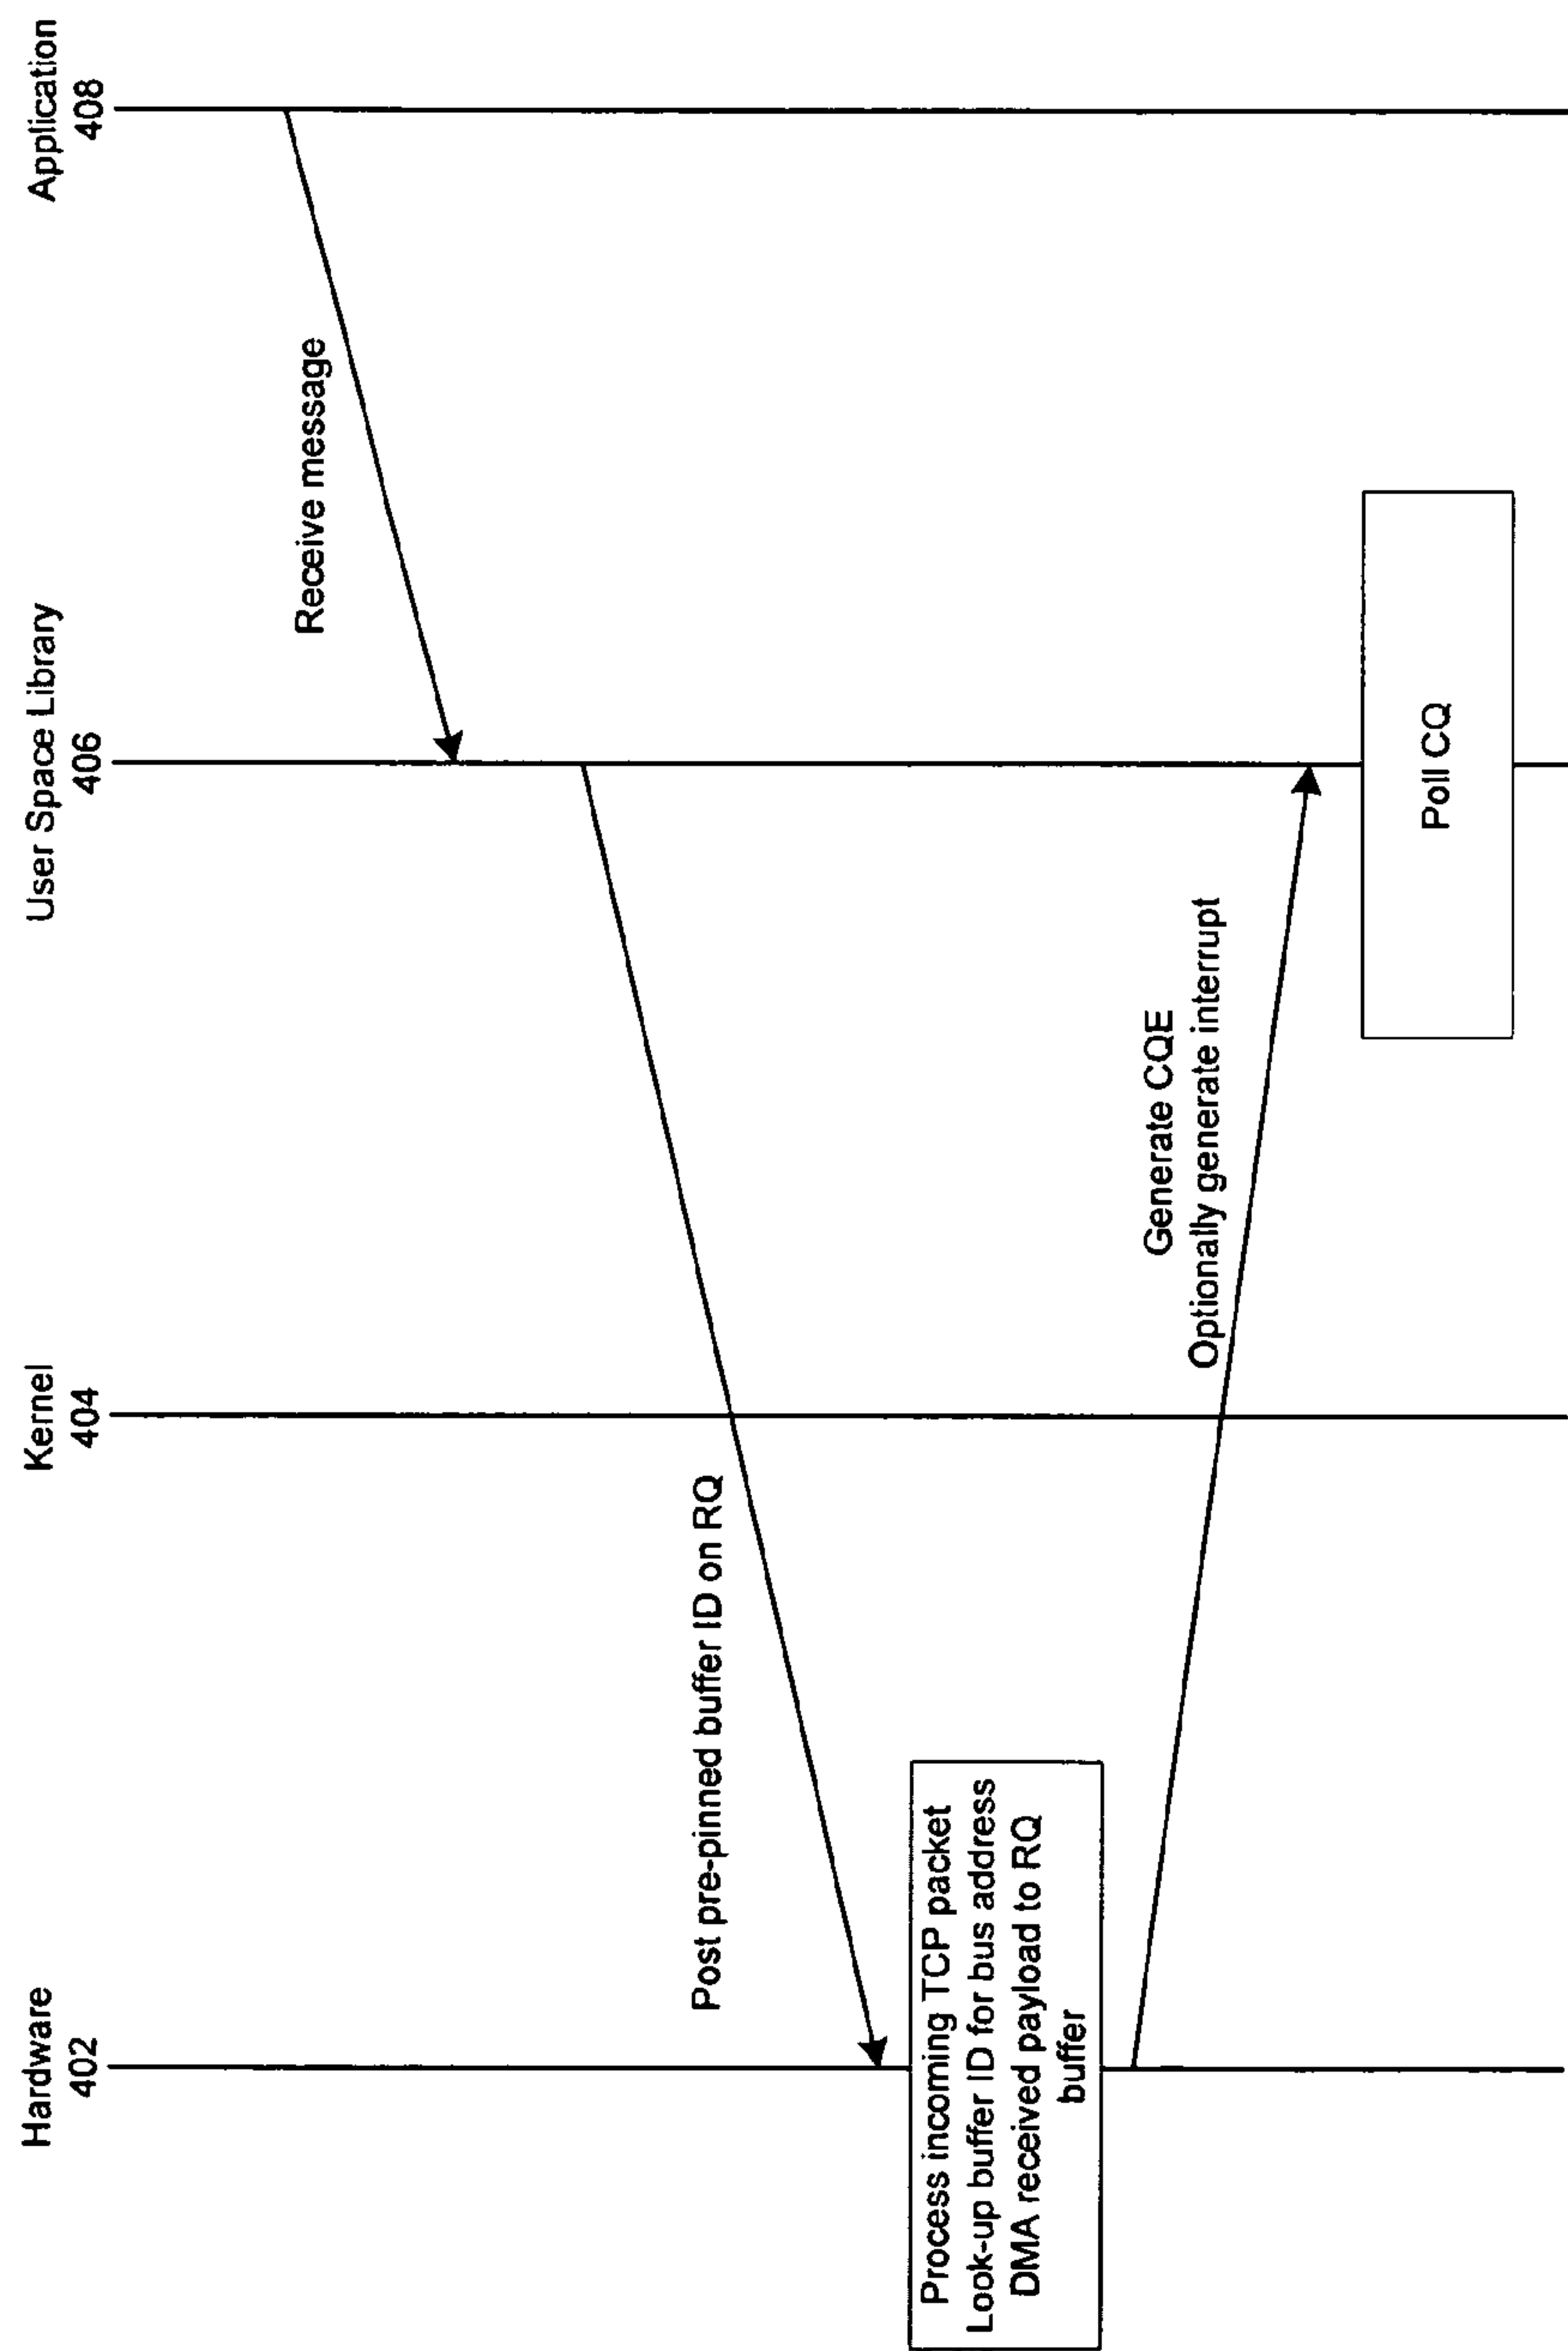 Hardware
402
Kernel
404
User Space Library
406
Application
408
Receive message
Post pre-pinned buffer ID on RQ
Process incoming TCP packet
Look-up buffer ID for bus address
DMA received payload to RQ
buffer
Generate CQE
Optionally generate interrupt
Poll CQ